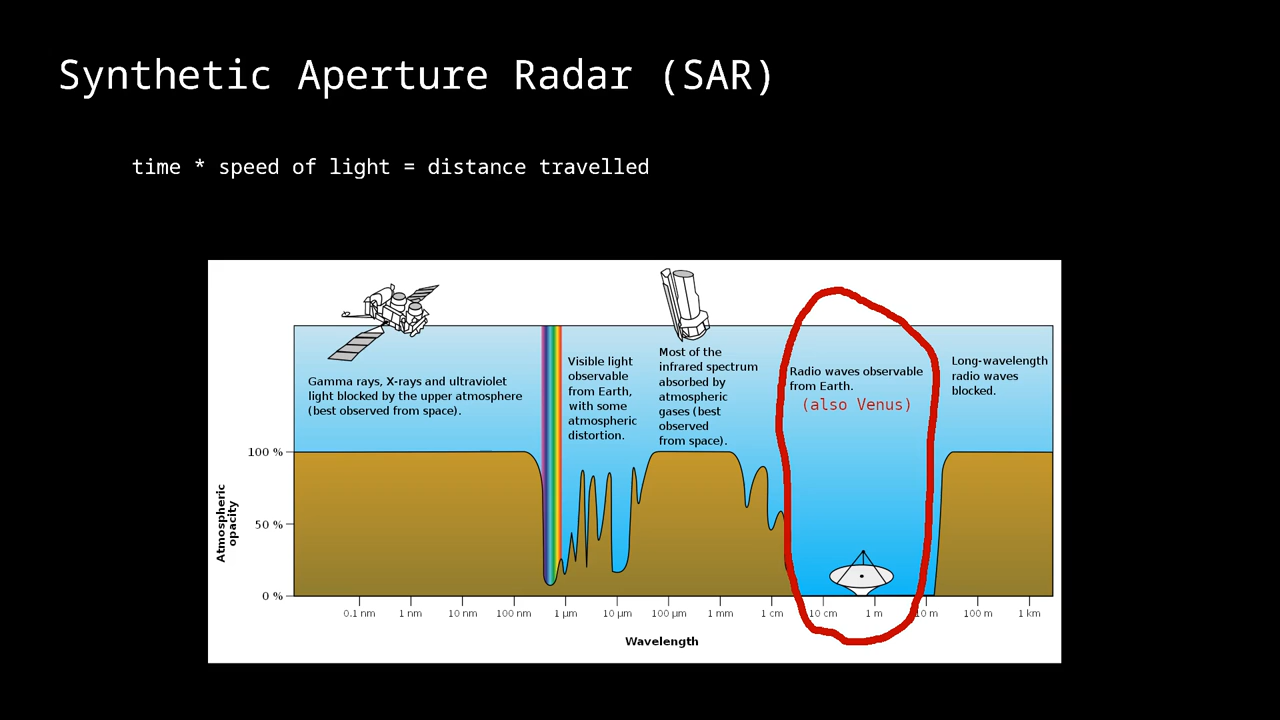 Synthetic Aperture Radar (SAR)
time * speed of light = distance travelled
Gamma rays, X-rays and ultraviolet
light blocked by the upper atmosphere
(best observed from space).
Visible light
observable
from Earth,
with some
atmospheric
distortion.
Most of the
infrared spectrum
absorbed by
atmospheric
gases (best
observed
from space).
Radio waves observable
from Earth.
(also Venus)
Long-wavelength
radio waves
blocked.
Atmospheric
opacity
100 %
50 %
0 %
0.1 nm
1 nm
10 nm
100 nm
1 µm
10 µm
100 µm
1 mm
1 cm
10 cm
1 m
10 m
100 m
1 km
Wavelength